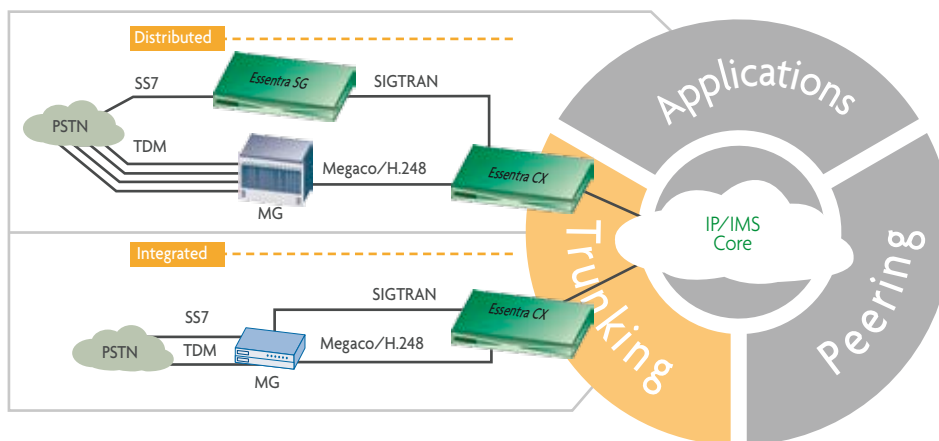 Distributed
SS7
Essentra SG
SIGTRAN
PSTN
TDM
Megaco/H.248
Essentra CX
MG
Integrated
SIGTRAN
SS7
Essentra CX
PSTN
TDM
Megaco/H.248
MG
Applications
Trunking
Peering
IP/IMS
Core